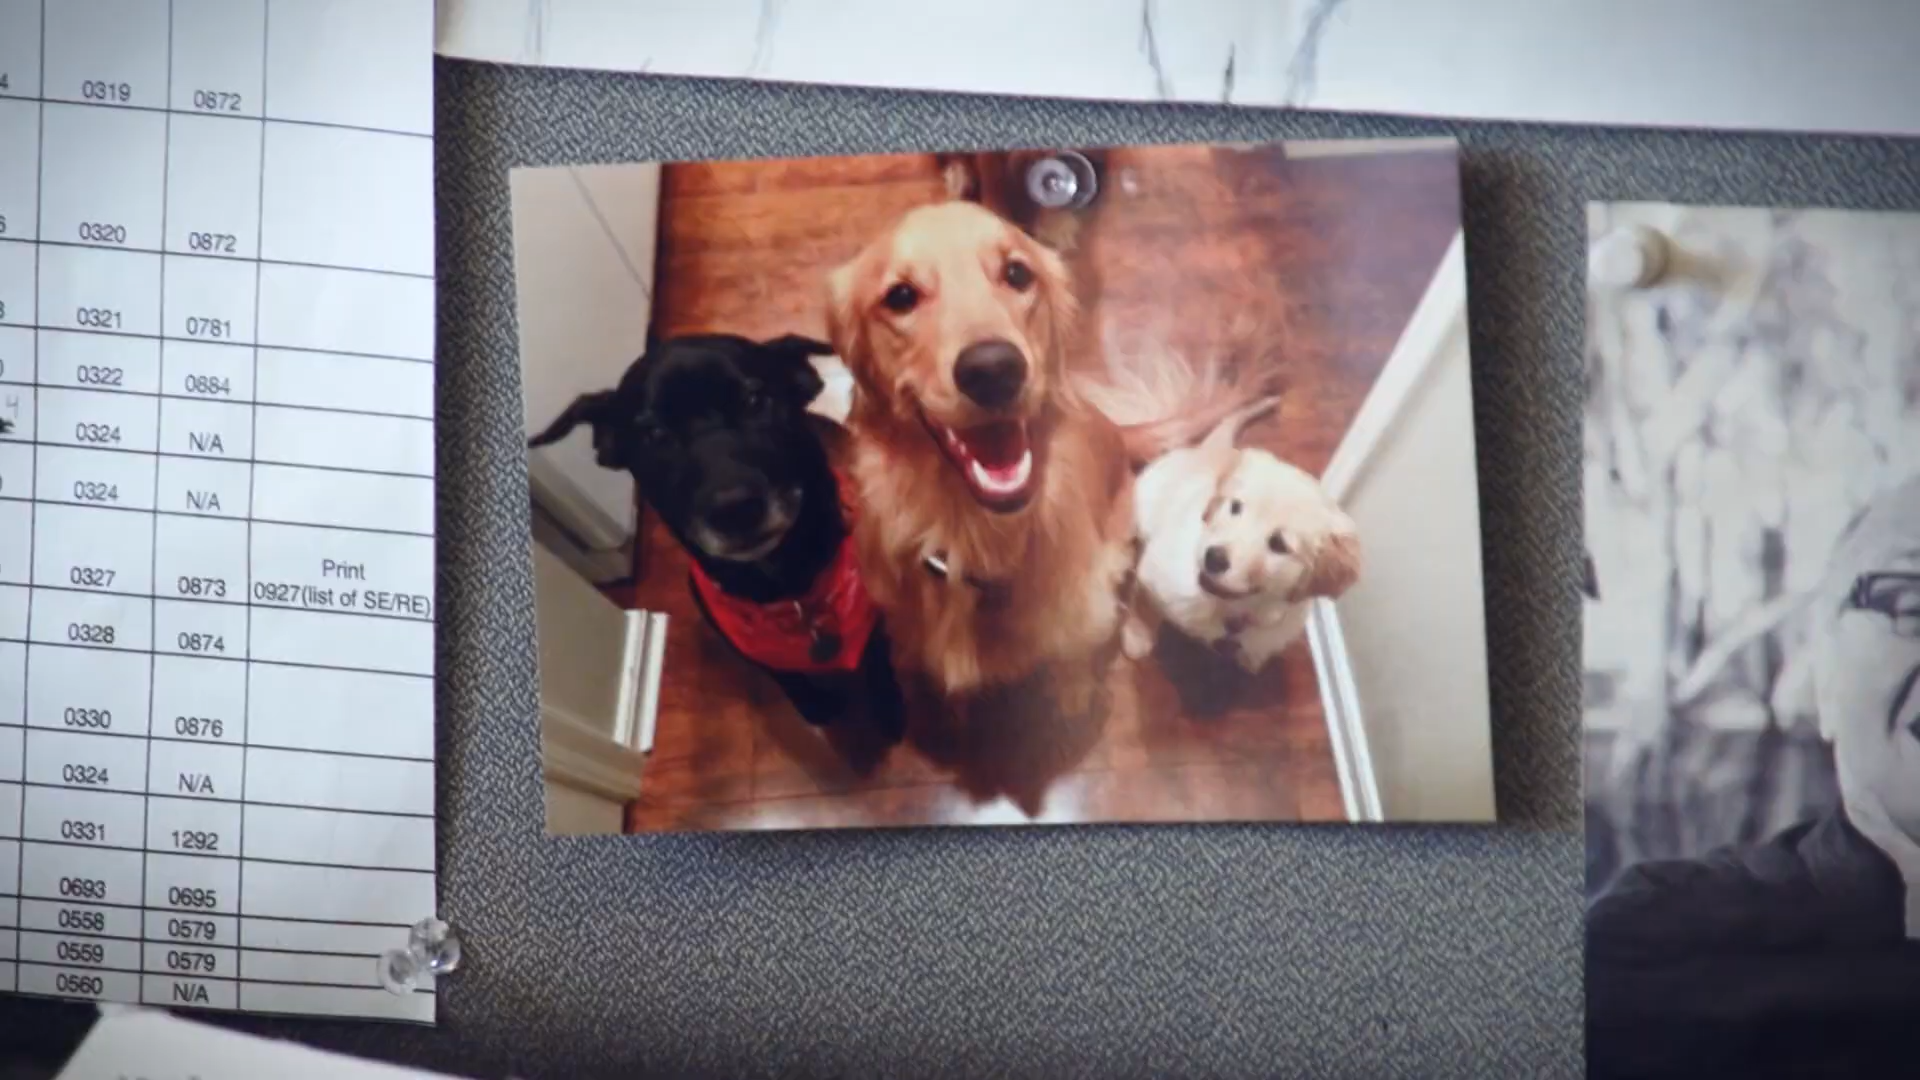 0319 0872
0320 0872
0321 0781
0322 0884
0324 N/A
0324 N/A
Print
0327 0873 0927(list of SE/RE)
0328 0874
0330 0876
0324 N/A
0331 1292
0693 0695
0558 0579
0559 0579
0560 N/A